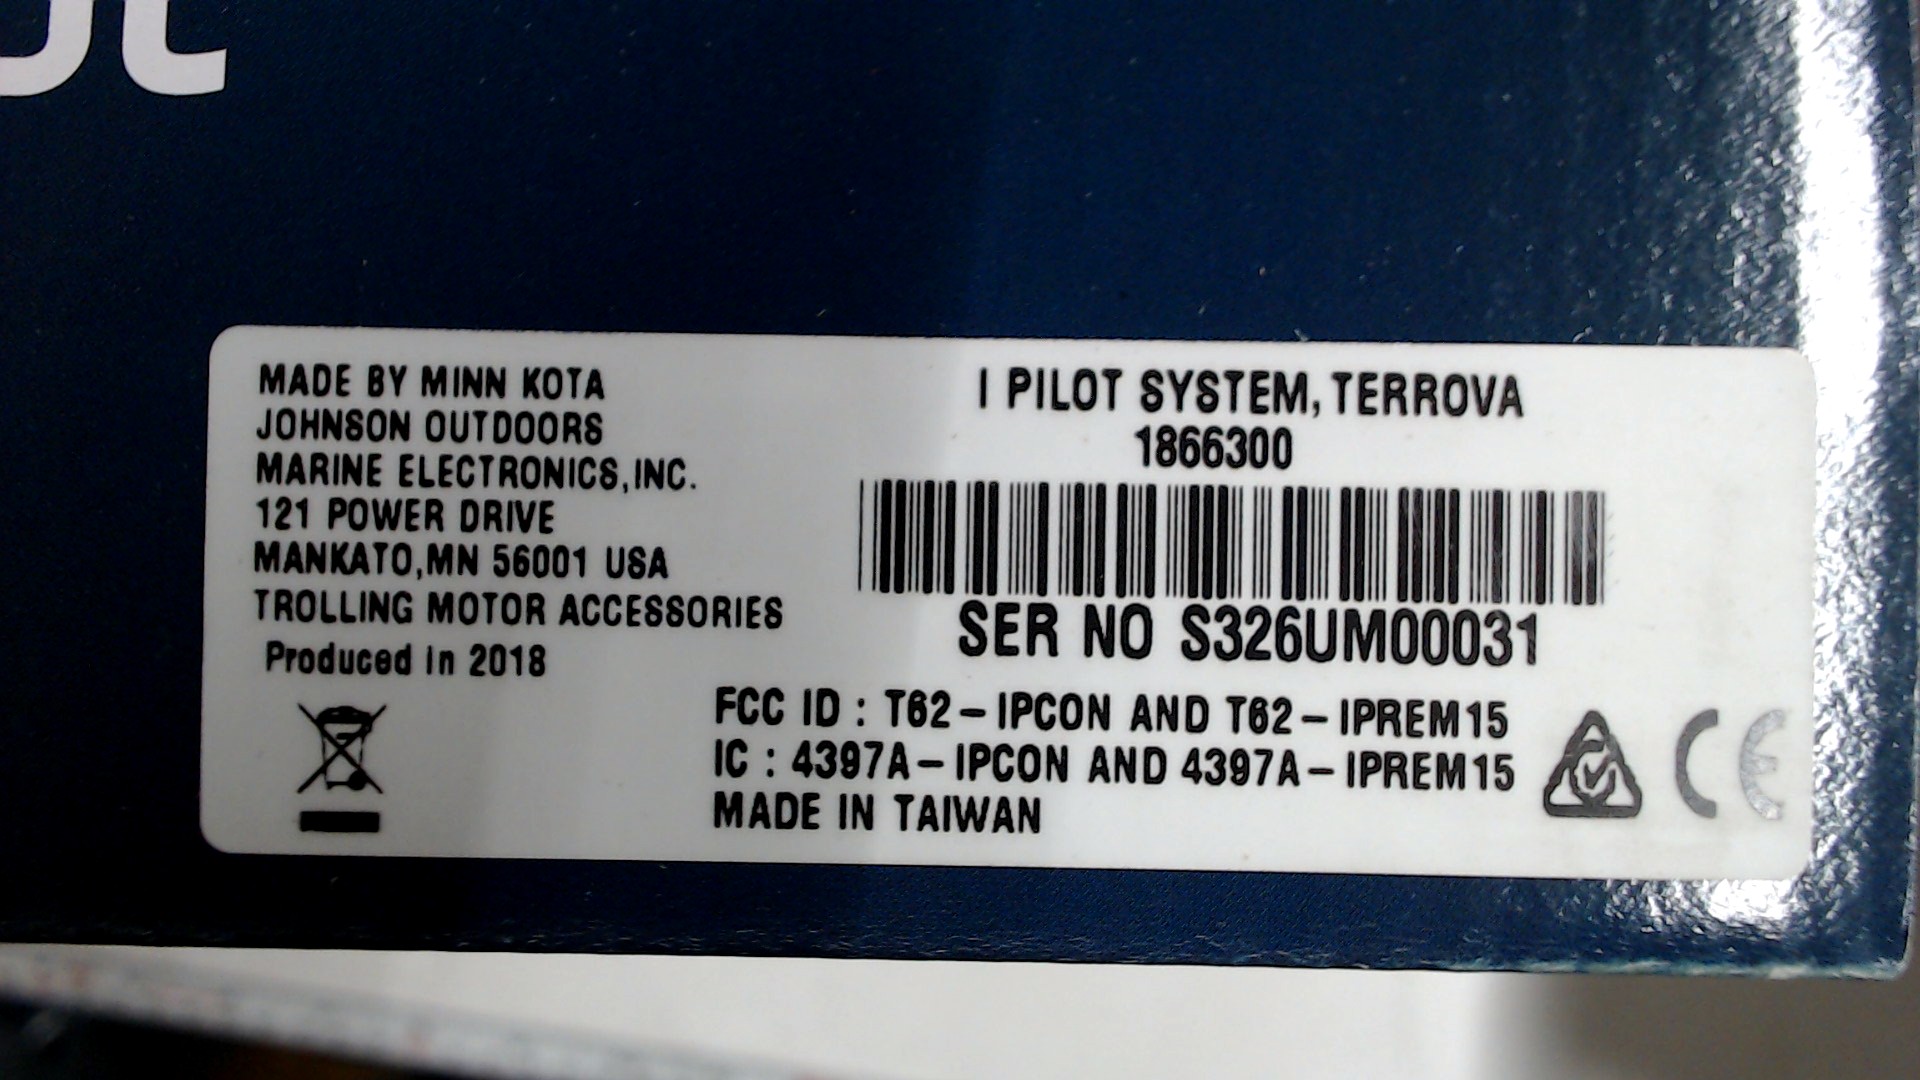 MADE BY MINN KOTA
JOHNSON OUTDOORS
MARINE ELECTRONICS, INC.
121 POWER DRIVE
MANKATO, MN 56001 USA
TROLLING MOTOR ACCESSORIES
Produced in 2018
I PILOT SYSTEM, TERROVA
1866300
SER NO S326UM00031
FCC ID : T62-IPCON AND T62-IPREM15
IC : 4397A-IPCON AND 4397A-IPREM15
MADE IN TAIWAN
CE